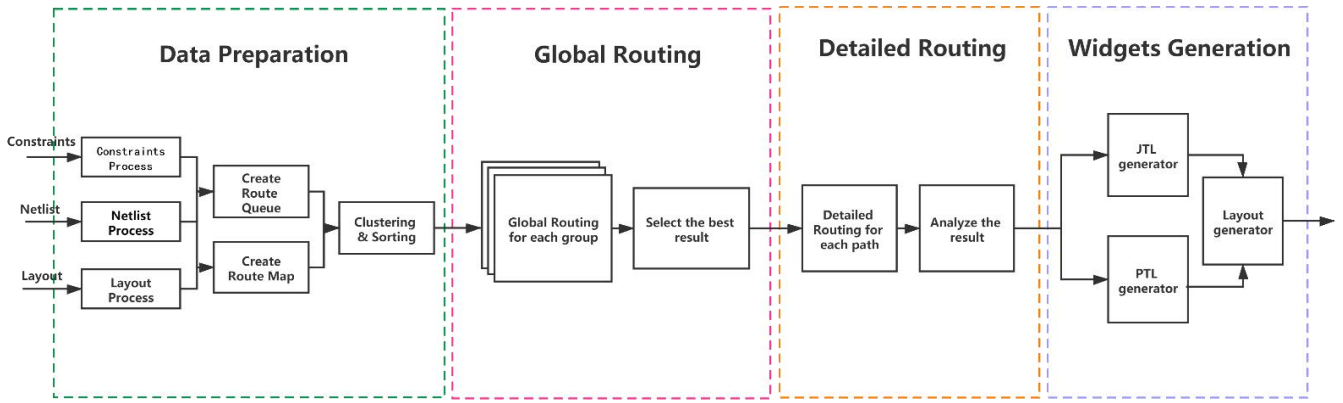 Data Preparation
Global Routing
Detailed Routing
Widgets Generation
Constraints
Constraints
Process
Netlist
Netlist
Process
Layout
Layout
Process
Create
Route
Queue
Create
Route Map
Clustering
& Sorting
Global Routing
for each group
Select the best
result
Detailed
Routing for
each path
Analyze the
result
JTL
generator
PTL
generator
Layout
generator